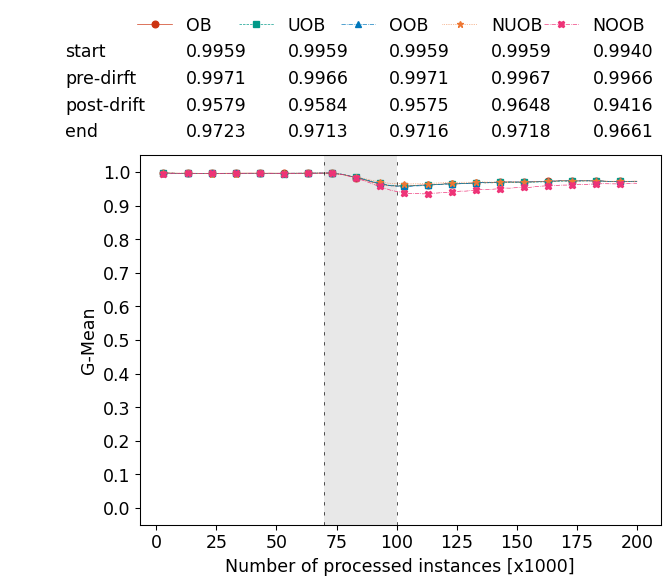 OB UOB OOB NUOB NOOB
start 0.9959 0.9959 0.9959 0.9959 0.9940
pre-dirft 0.9971 0.9966 0.9971 0.9967 0.9966
post-drift 0.9579 0.9584 0.9575 0.9648 0.9416
end 0.9723 0.9713 0.9716 0.9718 0.9661
1.0
0.9
0.8
0.7
0.6
0.5
0.4
0.3
0.2
0.1
0.0
G-Mean
0 25 50 75 100 125 150 175 200
Number of processed instances [x1000]